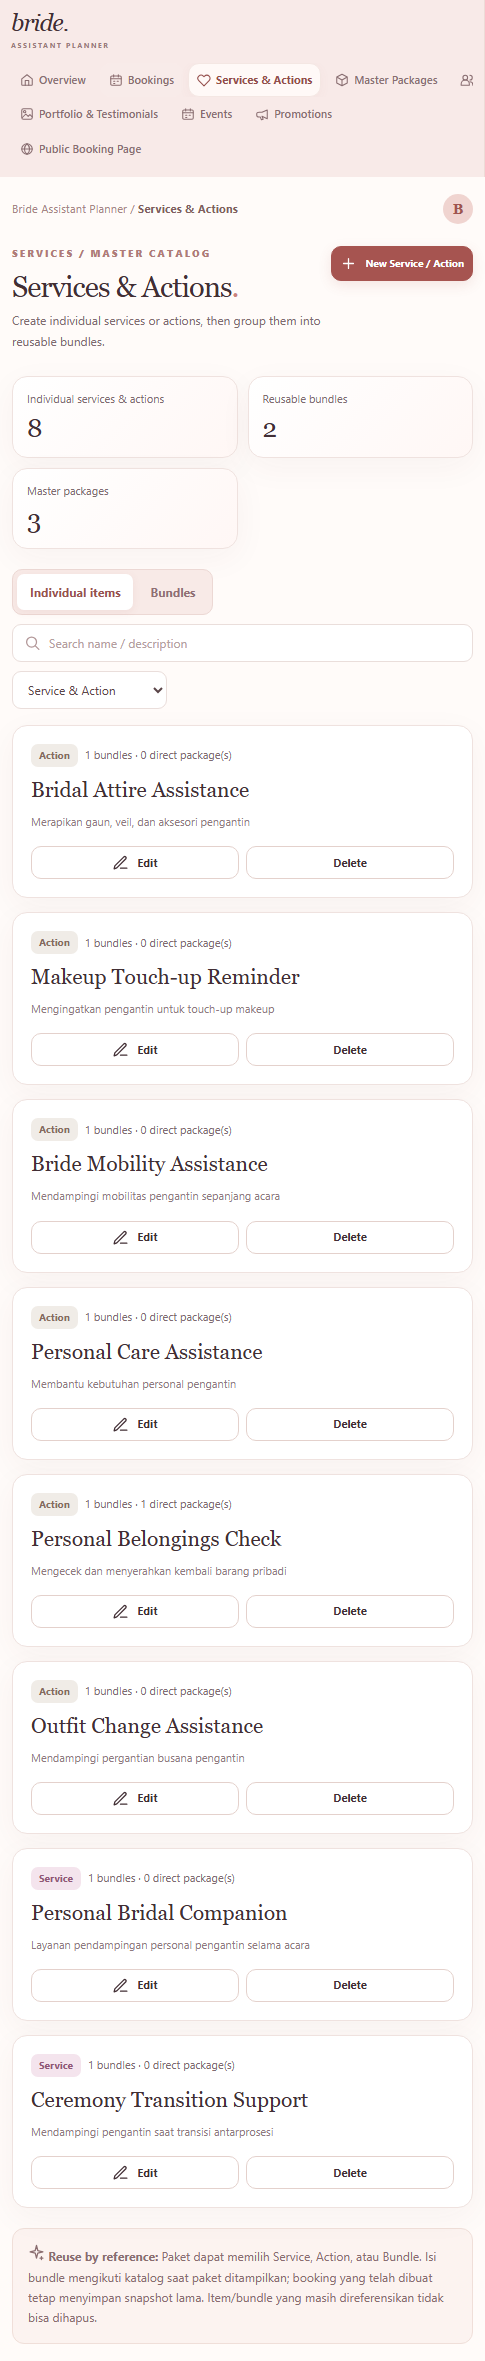 bride.
ASSISTANT PLANNER
Overview
Bookings
Services & Actions
Master Packages
Portfolio & Testimonials
Events
Promotions
Public Booking Page
Bride Assistant Planner / Services & Actions
B
SERVICES / MASTER CATALOG
New Service / Action
Services & Actions.
Create individual services or actions, then group them into
reusable bundles.
Individual services & actions
8
Reusable bundles
2
Master packages
3
Individual items
Bundles
Search name / description
Service & Action
Action 1 bundles · 0 direct package(s)
Bridal Attire Assistance
Merapikan gaun, veil, dan aksesori pengantin
Edit
Delete
Action 1 bundles · 0 direct package(s)
Makeup Touch-up Reminder
Mengingatkan pengantin untuk touch-up makeup
Edit
Delete
Action 1 bundles · 0 direct package(s)
Bride Mobility Assistance
Mendampingi mobilitas pengantin sepanjang acara
Edit
Delete
Action 1 bundles · 0 direct package(s)
Personal Care Assistance
Membantu kebutuhan personal pengantin
Edit
Delete
Action 1 bundles · 1 direct package(s)
Personal Belongings Check
Mengecek dan menyerahkan kembali barang pribadi
Edit
Delete
Action 1 bundles · 0 direct package(s)
Outfit Change Assistance
Mendampingi pergantian busana pengantin
Edit
Delete
Service 1 bundles · 0 direct package(s)
Personal Bridal Companion
Layanan pendampingan personal pengantin selama acara
Edit
Delete
Service 1 bundles · 0 direct package(s)
Ceremony Transition Support
Mendampingi pengantin saat transisi antarprosesi
Edit
Delete
Reuse by reference: Paket dapat memilih Service, Action, atau Bundle. Isi
bundle mengikuti katalog saat paket ditampilkan; booking yang telah dibuat
tetap menyimpan snapshot lama. Item/bundle yang masih direferensikan tidak
bisa dihapus.